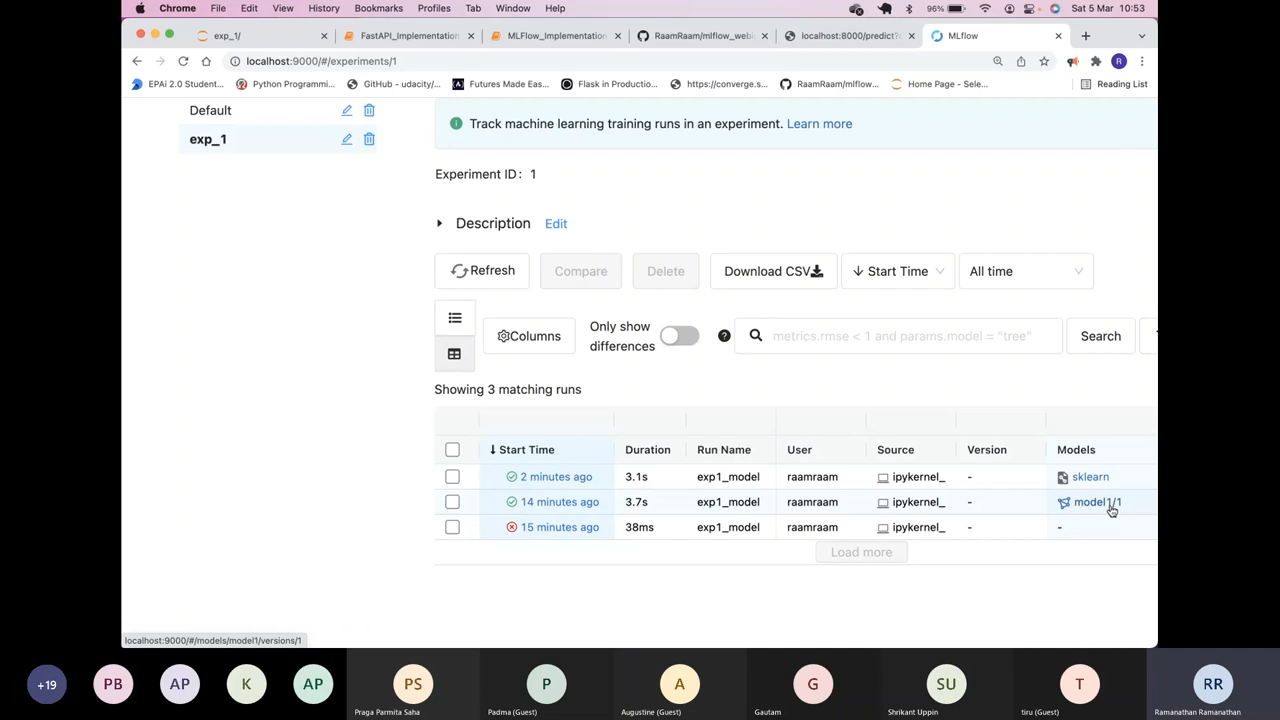 Chrome File Edit View History Bookmarks Profiles Tab Window Help 96% Sat 5 Mar 10:53
exp_1/ FastAPI_Implementation MLFlow_Implementation RaamRaam/mlflow_web localhost:8000/predict? MLflow
localhost:9000/#/experiments/1 R
EPAi 2.0 Student... Python Programmi... GitHub - udacity/... Futures Made Eas... Flask in Productio... https://converge.s... RaamRaam/mlflow... Home Page - Sele... Reading List
Default
exp_1
Track machine learning training runs in an experiment. Learn more
Experiment ID: 1
Description Edit
Refresh Compare Delete Download CSV Start Time All time
Columns Only show differences ? metrics.rmse < 1 and params.model = "tree" Search
Showing 3 matching runs
Start Time Duration Run Name User Source Version Models
2 minutes ago 3.1s exp1_model raamraam ipykernel_ - sklearn
14 minutes ago 3.7s exp1_model raamraam ipykernel_ - model1/1
15 minutes ago 38ms exp1_model raamraam ipykernel_ - -
Load more
localhost:9000/#/models/model1/versions/1
+19 PB AP K AP PS P A G SU T RR
Praga Parmita Saha Padma (Guest) Augustine (Guest) Gautam Shrikant Uppin tiru (Guest) Ramanathan Ramanathan